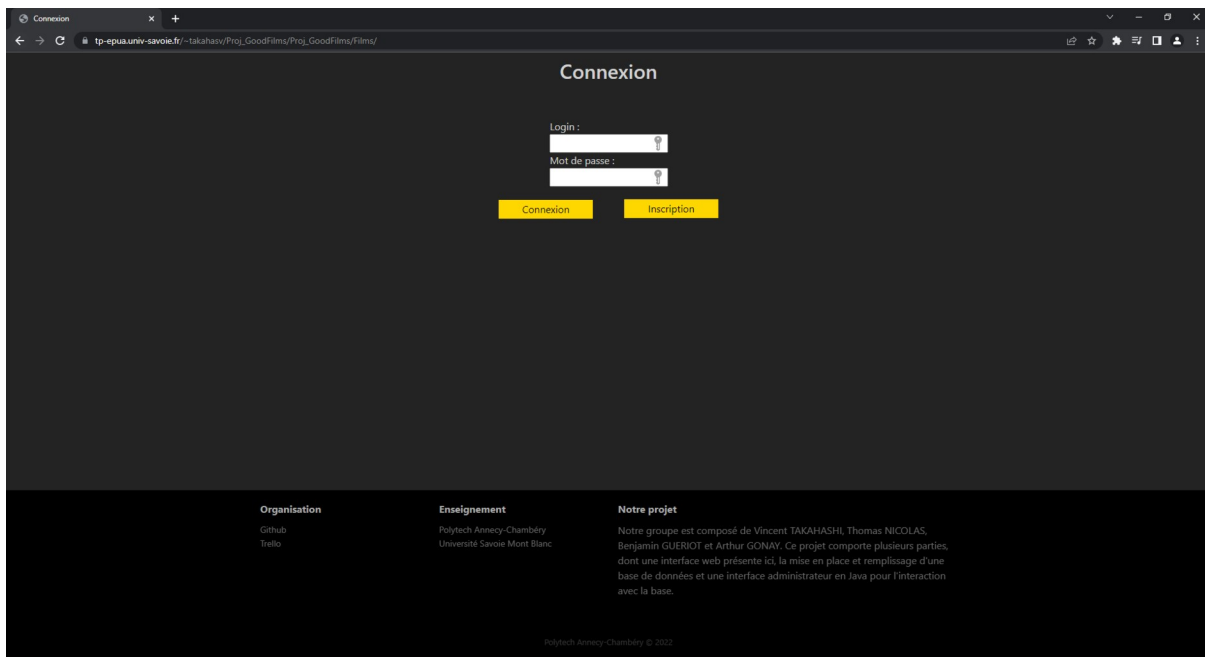 Connexion
tp-epua.univ-savoie.fr/~takahasv/Proj_GoodFilms/Proj_GoodFilms/Films/
Connexion
Login :
Mot de passe :
Connexion
Inscription
Organisation
Github
Trello
Enseignement
Polytech Annecy-Chambéry
Université Savoie Mont Blanc
Notre projet
Notre groupe est composé de Vincent TAKAHASHI, Thomas NICOLAS,
Benjamin GUERIOT et Arthur GONAY. Ce projet comporte plusieurs parties,
dont une interface web présente ici, la mise en place et remplissage d'une
base de données et une interface administrateur en Java pour l'interaction
avec la base.
Polytech Annecy-Chambéry © 2022